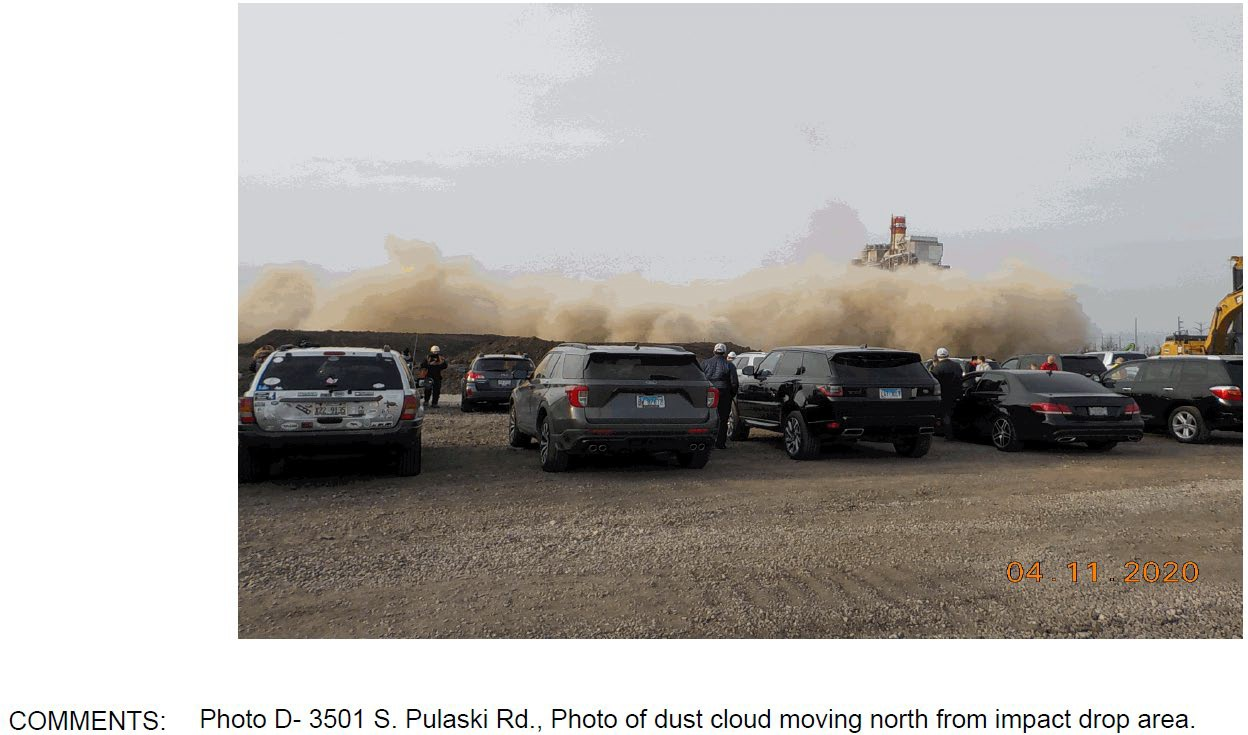 04.11.2020
COMMENTS: Photo D- 3501 S. Pulaski Rd., Photo of dust cloud moving north from impact drop area.